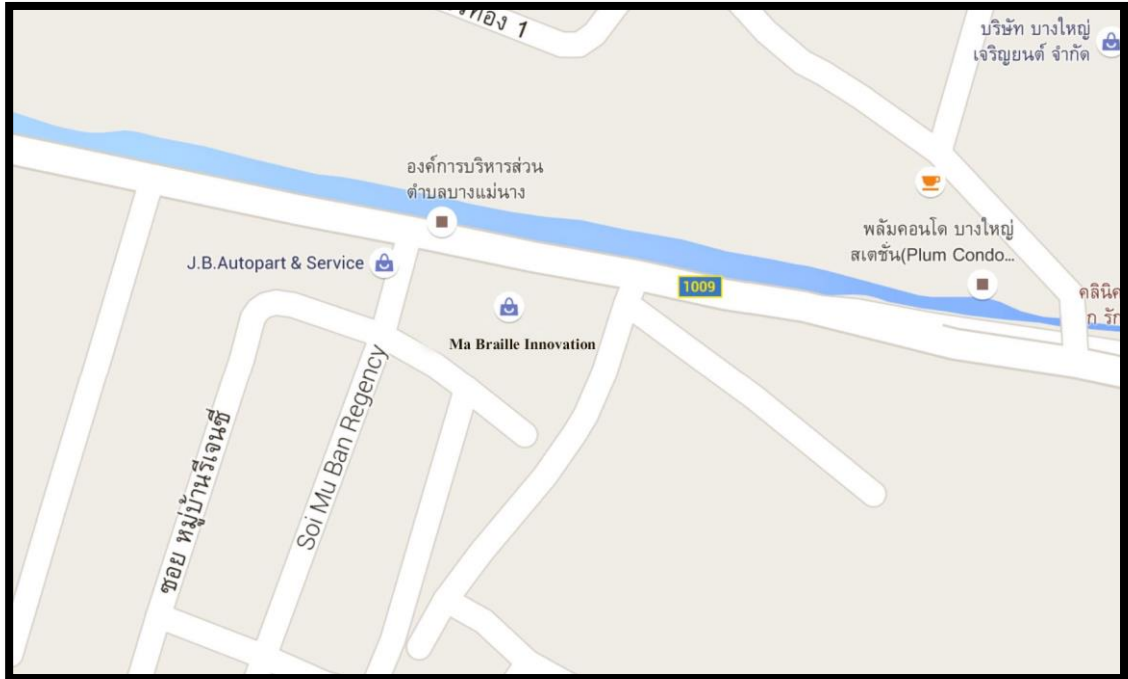 1
บริษัท บางใหญ่
เจริญยนต์ จำกัด
องค์การบริหารส่วน
ตำบลบางแม่นาง
พลัมคอนโด บางใหญ่
สเตชั่น(Plum Condo...
J.B.Autopart & Service
1009
คลินิค
รัก
Ma Braille Innovation
Soi Mu Ban Regency
ซอย หมู่บ้านรีเจนซี